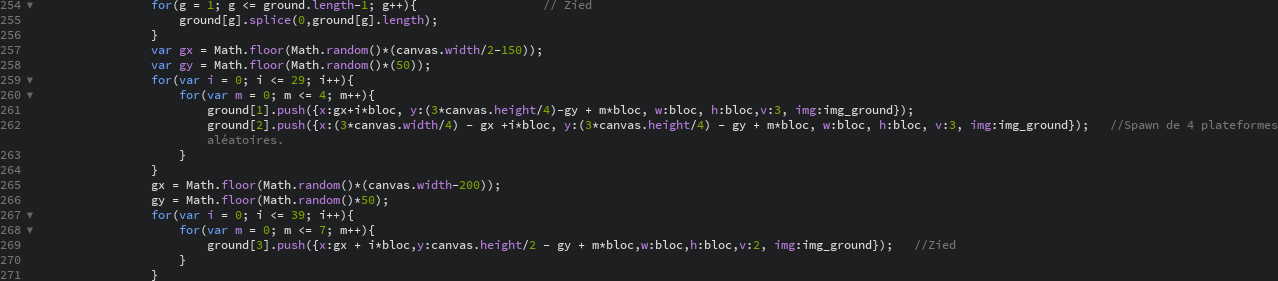 254 ▼ for(g = 1; g <= ground.length-1; g++){ // Zied
255 ground[g].splice(0,ground[g].length);
256 }
257 var gx = Math.floor(Math.random()*(canvas.width/2-150));
258 var gy = Math.floor(Math.random()*(50));
259 ▼ for(var i = 0; i <= 29; i++){
260 ▼ for(var m = 0; m <= 4; m++){
261 ground[1].push({x:gx+i*bloc, y:(3*canvas.height/4)-gy + m*bloc, w:bloc, h:bloc,v:3, img:img_ground});
262 ground[2].push({x:(3*canvas.width/4) - gx +i*bloc, y:(3*canvas.height/4) - gy + m*bloc, w:bloc, h:bloc, v:3, img:img_ground}); //Spawn de 4 plateformes
aléatoires.
263 }
264 }
265 gx = Math.floor(Math.random()*(canvas.width-200));
266 gy = Math.floor(Math.random()*50);
267 ▼ for(var i = 0; i <= 39; i++){
268 ▼ for(var m = 0; m <= 7; m++){
269 ground[3].push({x:gx + i*bloc,y:canvas.height/2 - gy + m*bloc,w:bloc,h:bloc,v:2, img:img_ground}); //Zied
270 }
271 }